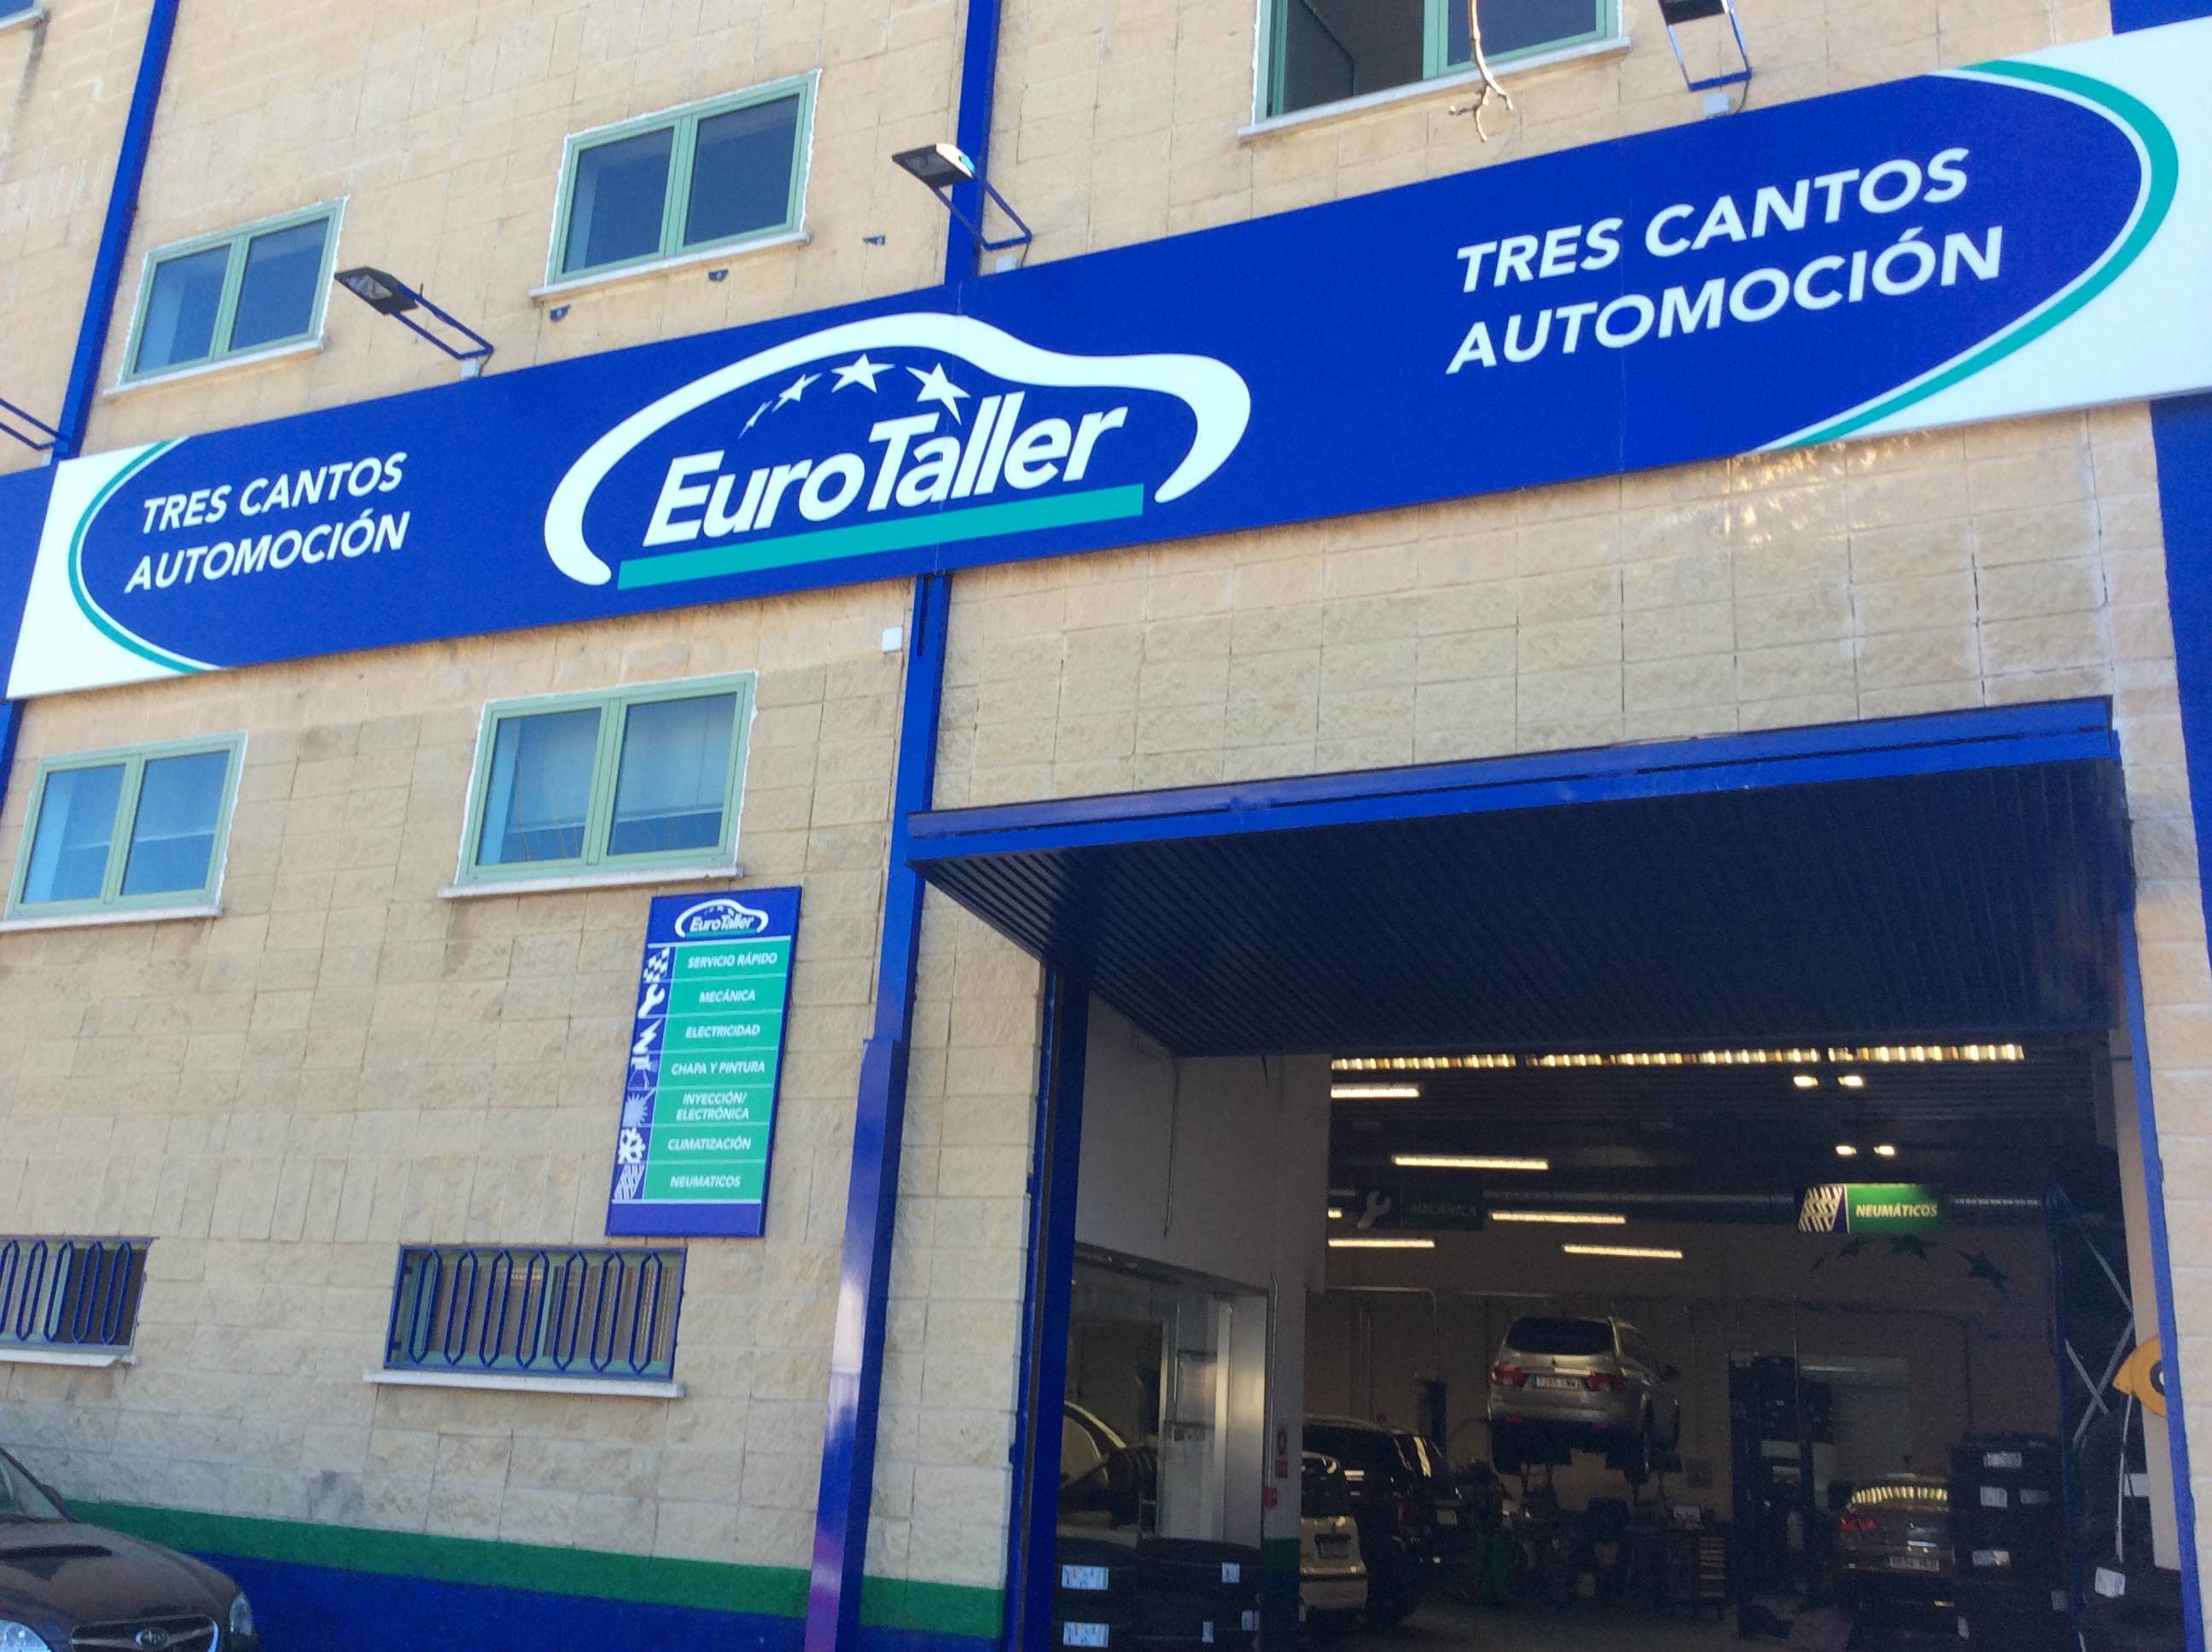 TRES CANTOS
AUTOMOCIÓN
EuroTaller
TRES CANTOS
AUTOMOCIÓN
EuroTaller
SERVICIO RÁPIDO
MECÁNICA
ELECTRICIDAD
CHAPA Y PINTURA
INYECCIÓN/
ELECTRÓNICA
CLIMATIZACIÓN
NEUMATICOS
MECÁNICA
NEUMÁTICOS